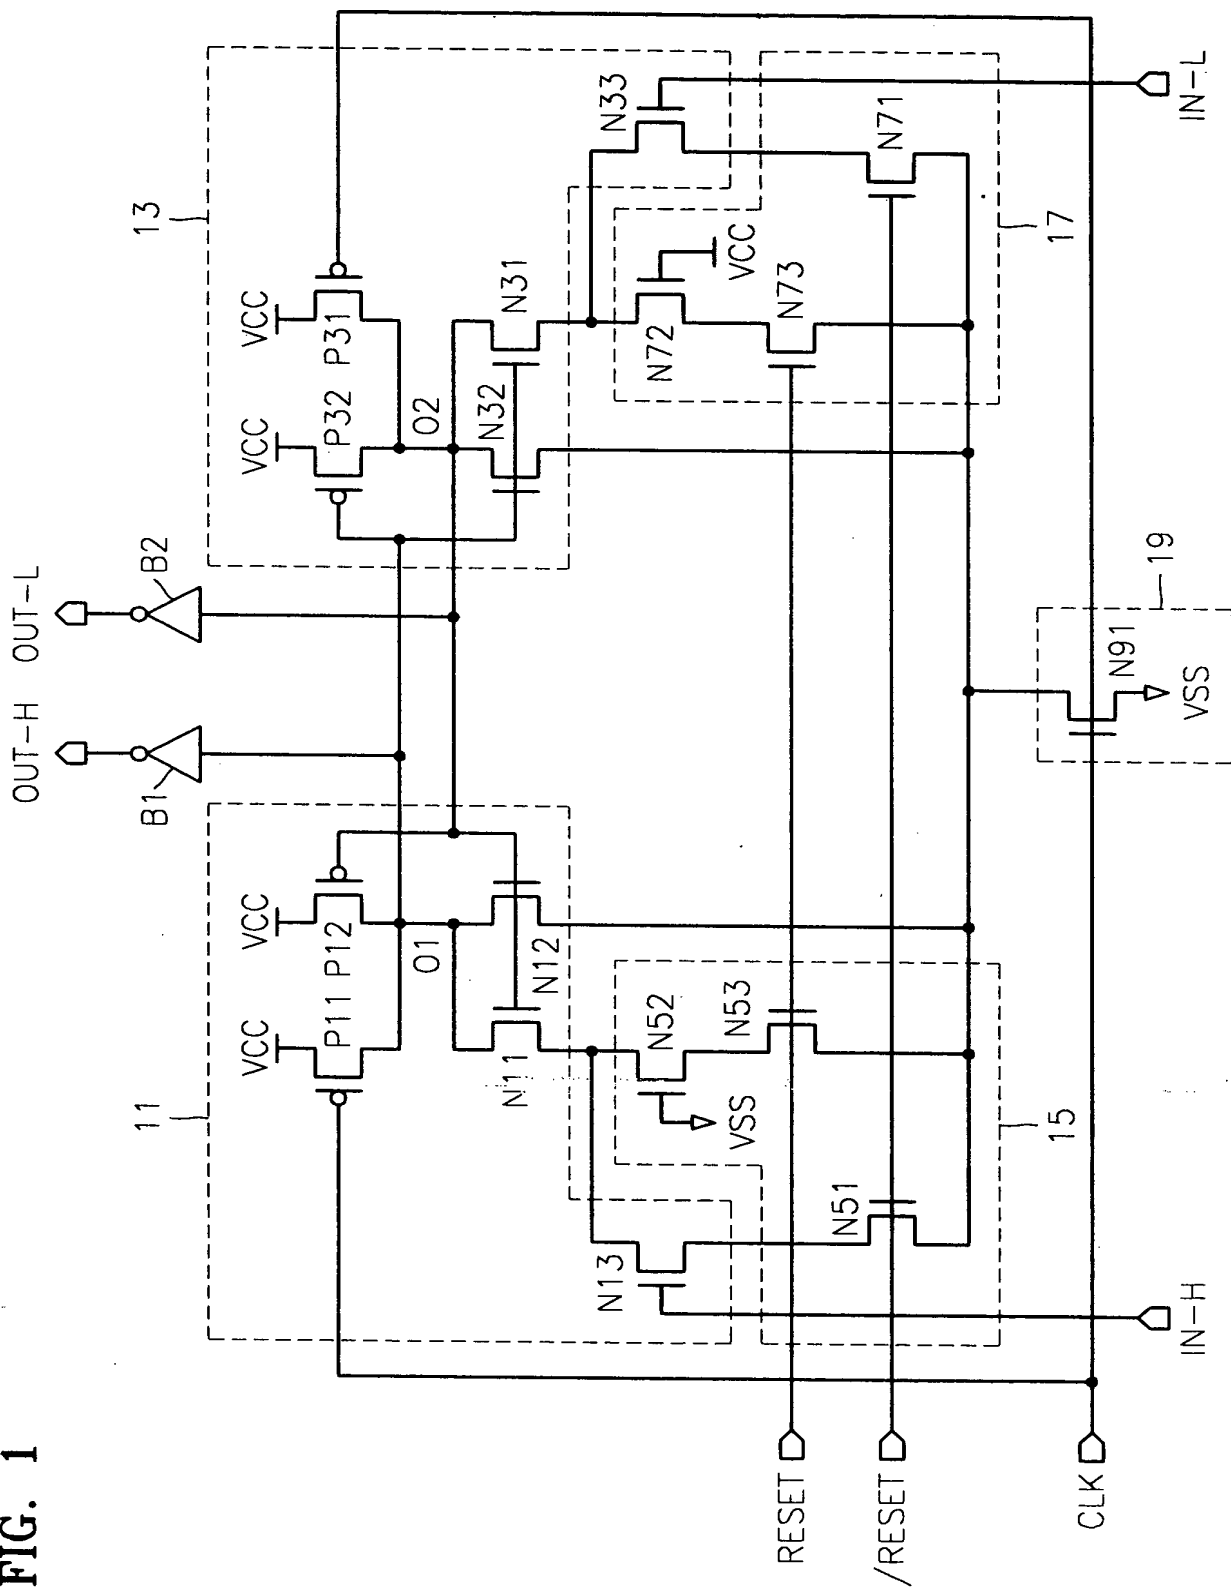 FIG. 1
OUT-H
OUT-L
B1
B2
11
13
VCC
VCC
VCC
VCC
P11
P12
P32
P31
O1
O2
N11
N12
N32
N31
N13
N33
N52
VSS
N53
N72
VCC
N73
N51
N71
15
17
RESET
/RESET
CLK
N91
VSS
19
IN-H
IN-L